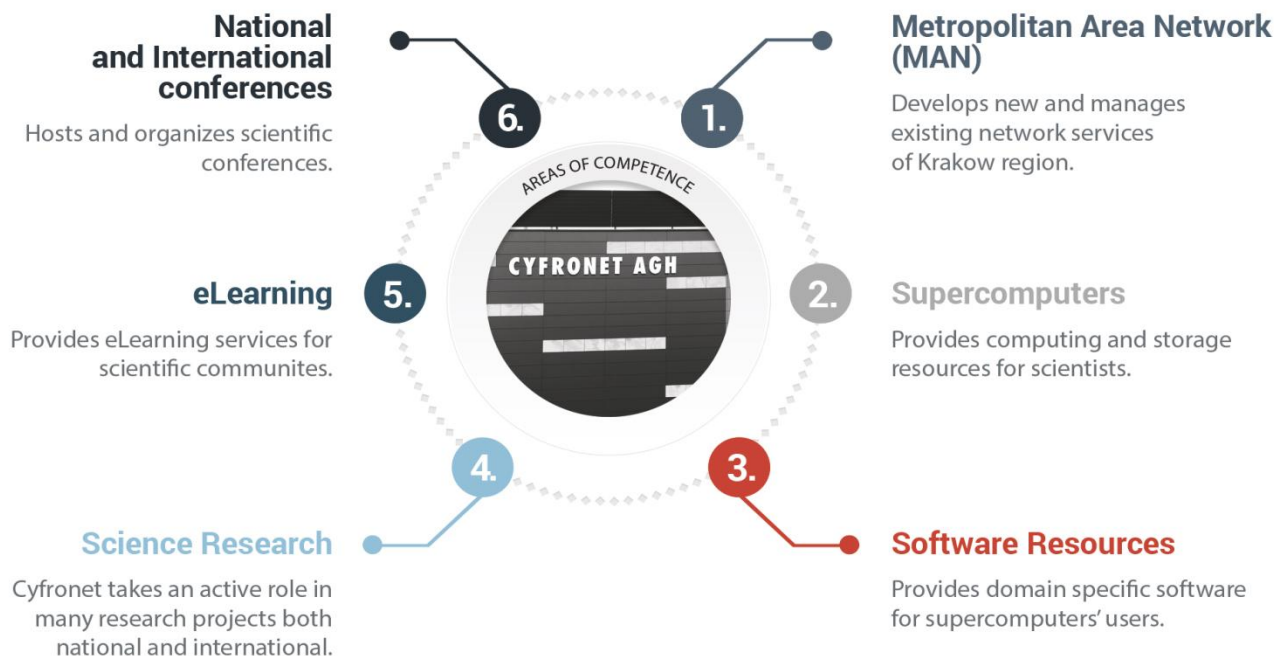 AREAS OF COMPETENCE
CYFRONET AGH
1.
Metropolitan Area Network
(MAN)
Develops new and manages
existing network services
of Krakow region.
2.
Supercomputers
Provides computing and storage
resources for scientists.
3.
Software Resources
Provides domain specific software
for supercomputers’ users.
4.
Science Research
Cyfronet takes an active role in
many research projects both
national and international.
5.
eLearning
Provides eLearning services for
scientific communites.
6.
National
and International
conferences
Hosts and organizes scientific
conferences.